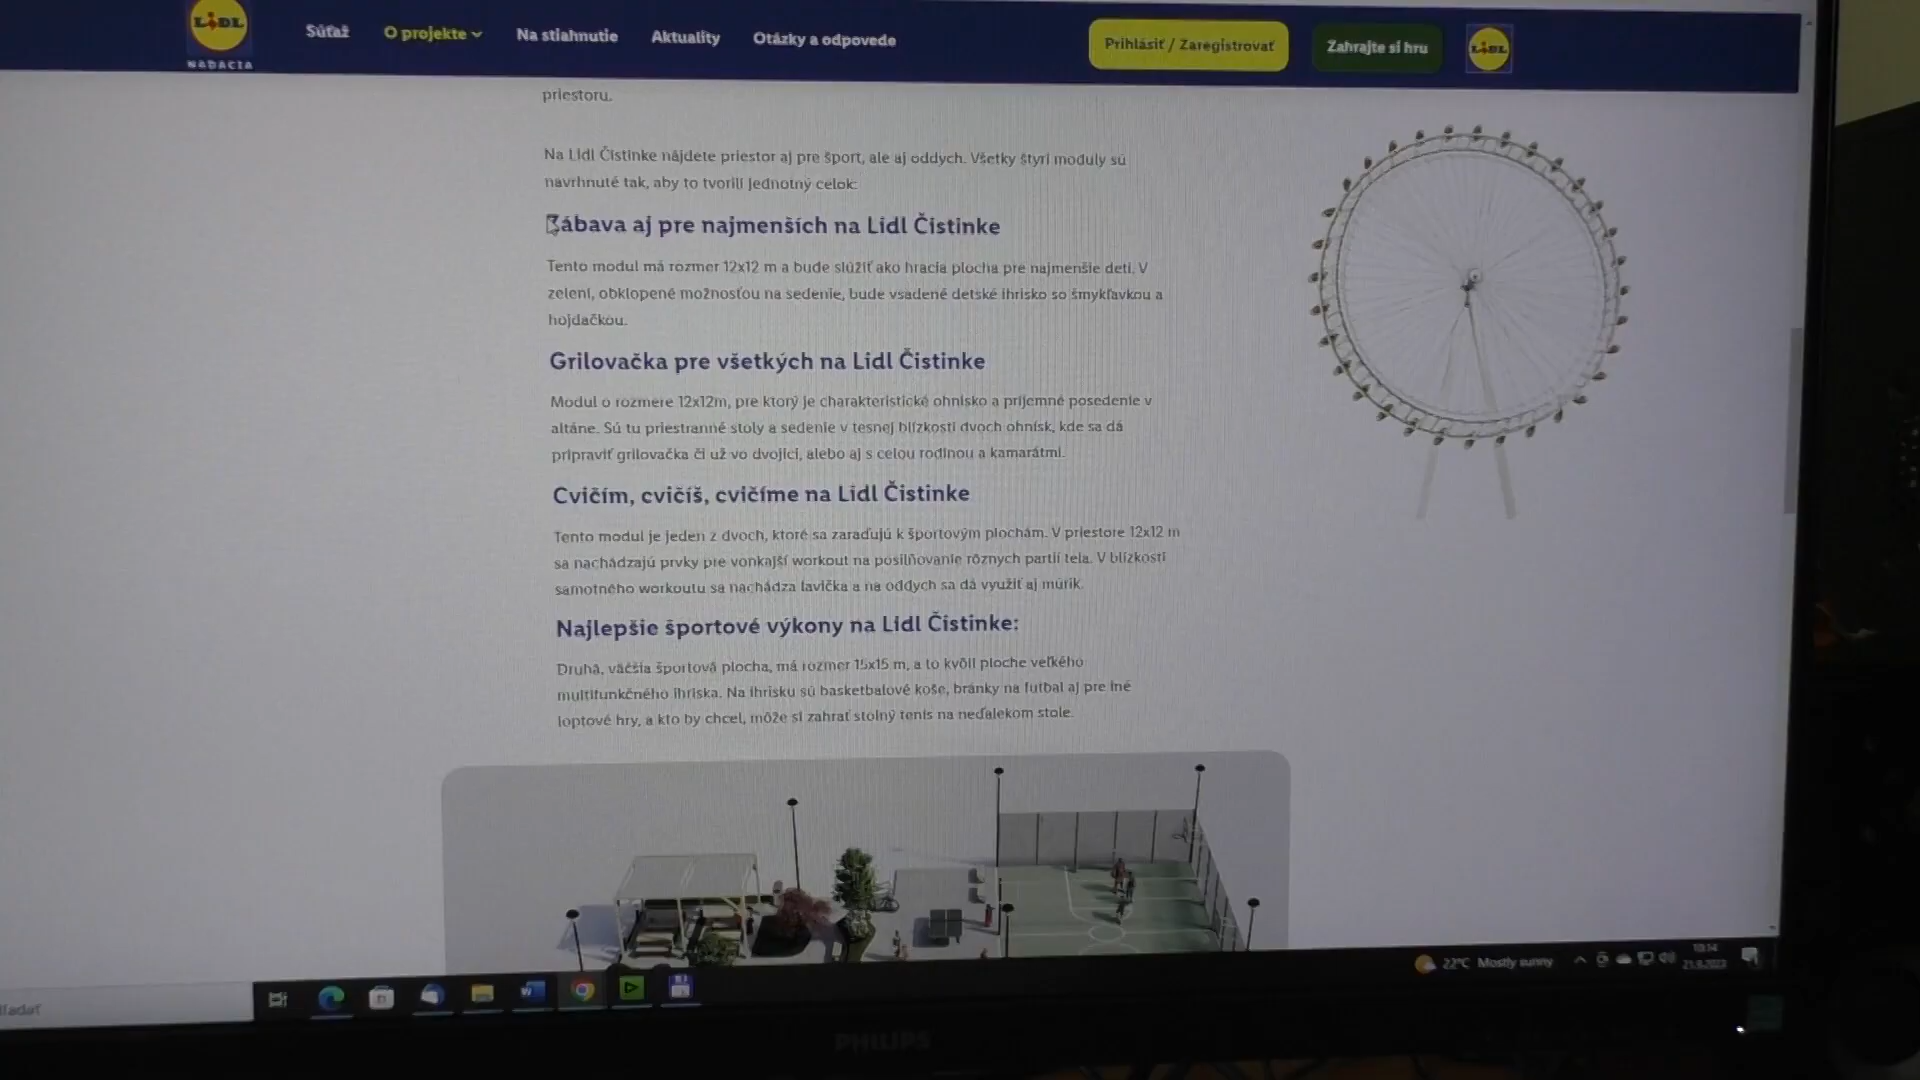 LiDL
NADÁCIA
Súťaž
O projekte
Na stiahnutie
Aktuality
Otázky a odpovede
Prihlásiť / Zaregistrovať
Zahrajte si hru
LiDL
priestoru.
Na Lidl Čistinke nájdete priestor aj pre šport, ale aj oddych. Všetky štyri moduly sú
navrhnuté tak, aby to tvorili jednotný celok:
Zábava aj pre najmenších na Lidl Čistinke
Tento modul má rozmer 12x12 m a bude slúžiť ako hracia plocha pre najmenšie deti. V
zeleni, obklopené možnosťou na sedenie, bude vsadené detské ihrisko so šmykľavkou a
hojdačkou.
Grilovačka pre všetkých na Lidl Čistinke
Modul o rozmere 12x12m, pre ktorý je charakteristické ohnisko a príjemné posedenie v
altáne. Sú tu priestranné stoly a sedenie v tesnej blízkosti dvoch ohnísk, kde sa dá
pripraviť grilovačka či už vo dvojici, alebo aj s celou rodinou a kamarátmi.
Cvičím, cvičíš, cvičíme na Lidl Čistinke
Tento modul je jeden z dvoch, ktoré sa zaraďujú k športovým plochám. V priestore 12x12 m
sa nachádzajú prvky pre vonkajší workout na posilňovanie rôznych partií tela. V blízkosti
samotného workoutu sa nachádza lavička a na oddych sa dá využiť aj múrik.
Najlepšie športové výkony na Lidl Čistinke:
Druhá, väčšia športová plocha, má rozmer 15x15 m, a to kvôli ploche veľkého
multifunkčného ihriska. Na ihrisku sú basketbalové koše, bránky na futbal aj pre iné
loptové hry, a kto by chcel, môže si zahrať stolný tenis na neďalekom stole.
22°C Mostly sunny
10:14
21.9.2023
PHILIPS